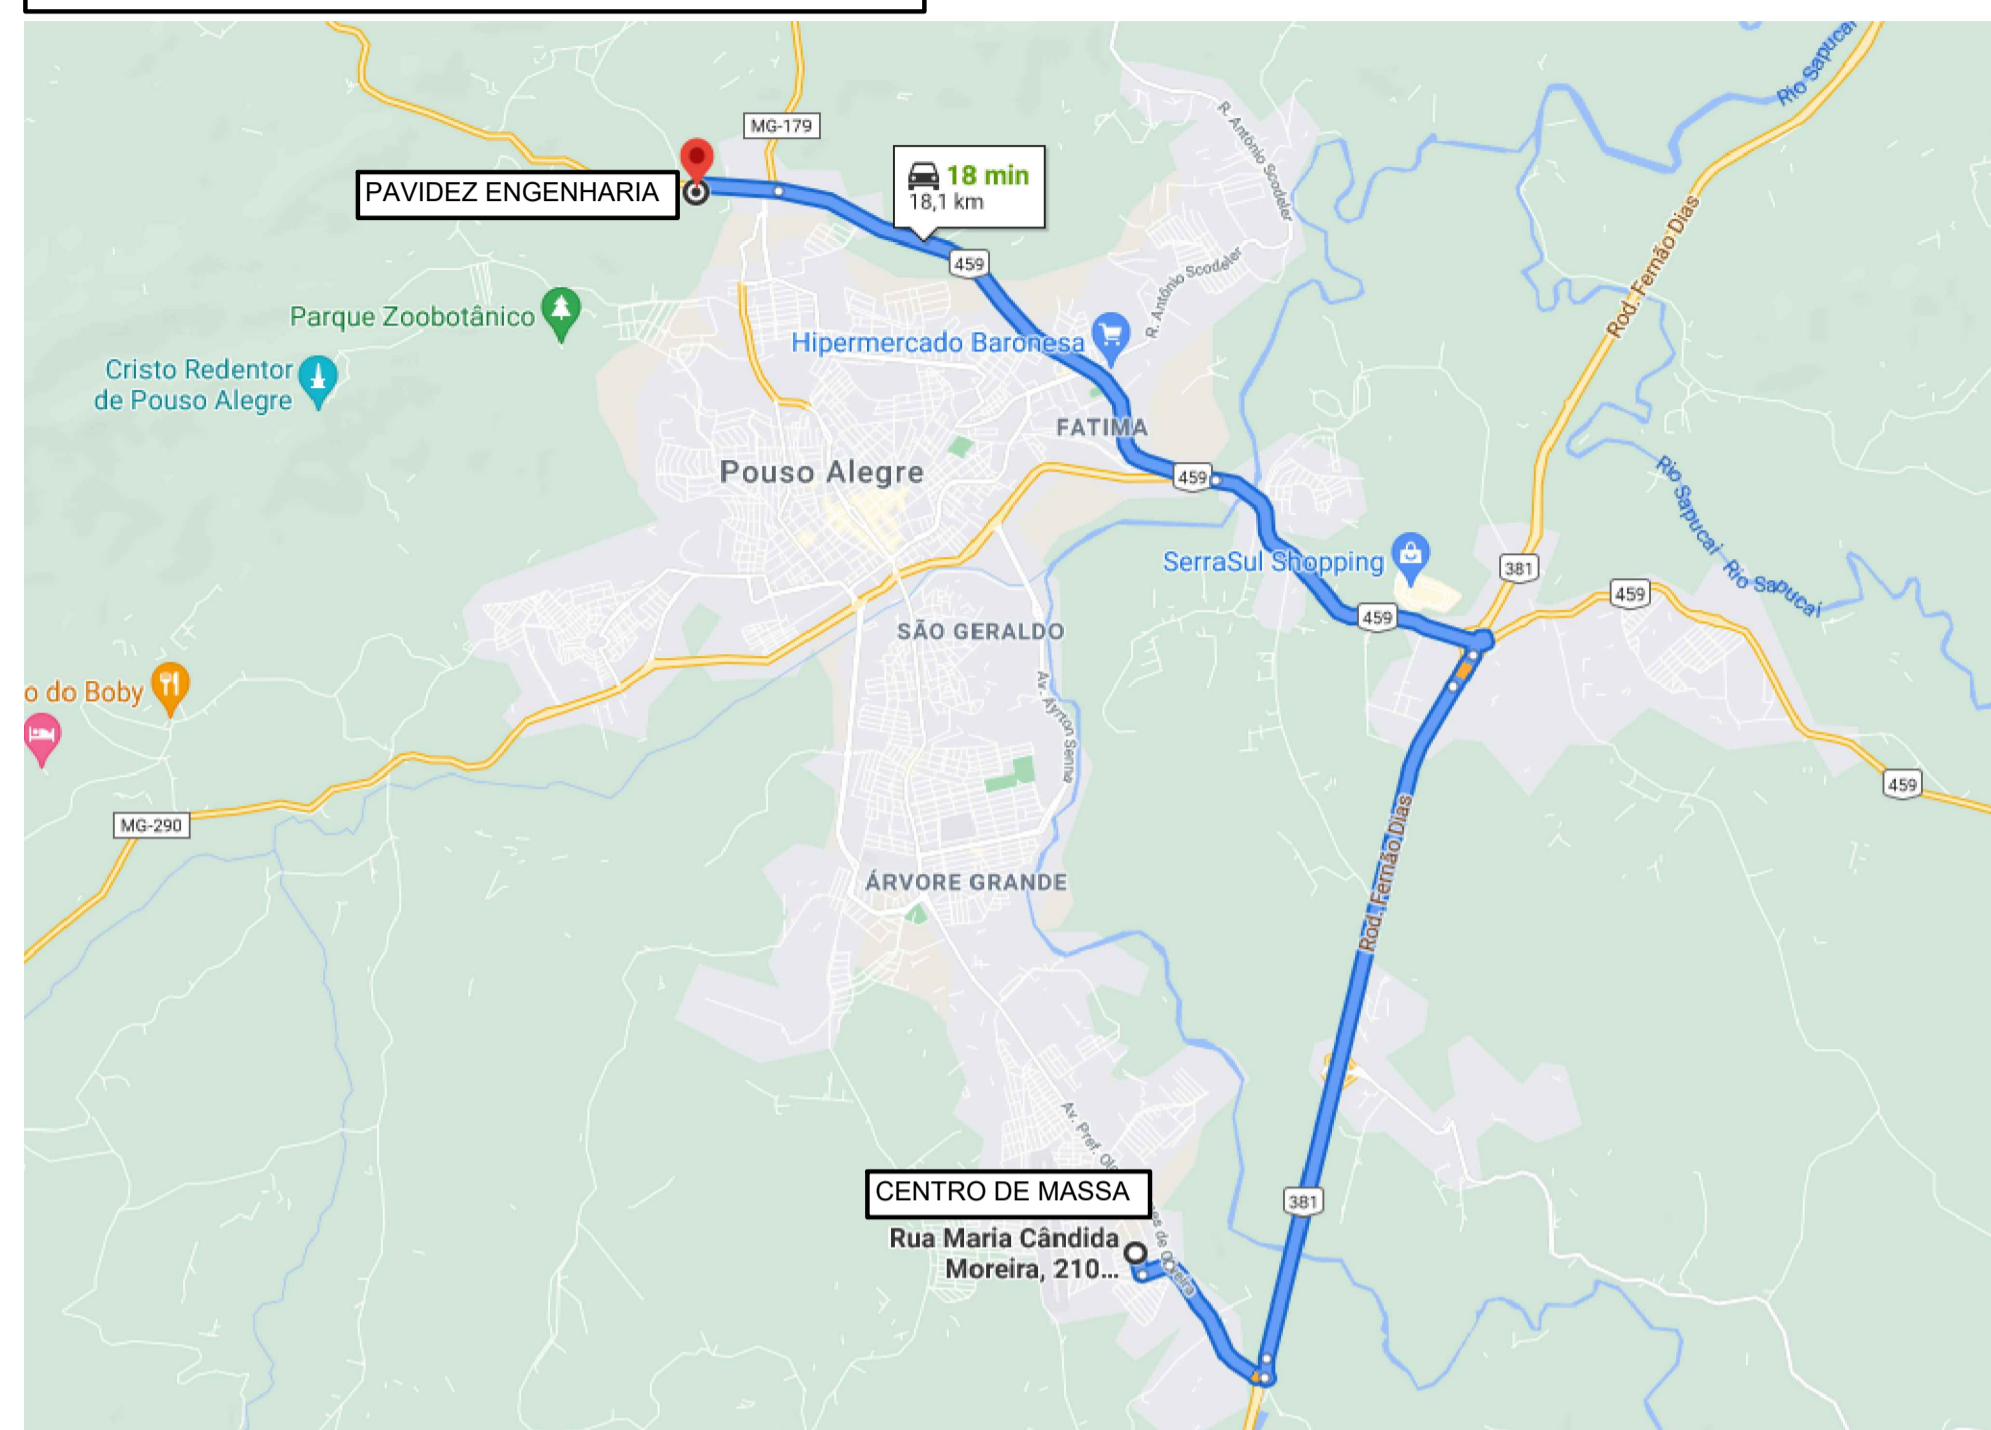 Rio Sapucaí
R. Antônio Scodeler
MG-179
18 min
18,1 km
PAVIDEZ ENGENHARIA
459
Rod. Fernão Dias
R. Antônio Scodeler
Parque Zoobotânico
Hipermercado Baronesa
Cristo Redentor
de Pouso Alegre
FATIMA
Pouso Alegre
459
Rio Sapucaí
SerraSul Shopping
381
Rio Sapucaí
459
459
SÃO GERALDO
o do Boby
Av. Ayrton Senna
459
MG-290
Rod. Fernão Dias
ÁRVORE GRANDE
Av. Pref. Ola
CENTRO DE MASSA
381
Rua Maria Cândida
Moreira, 210...